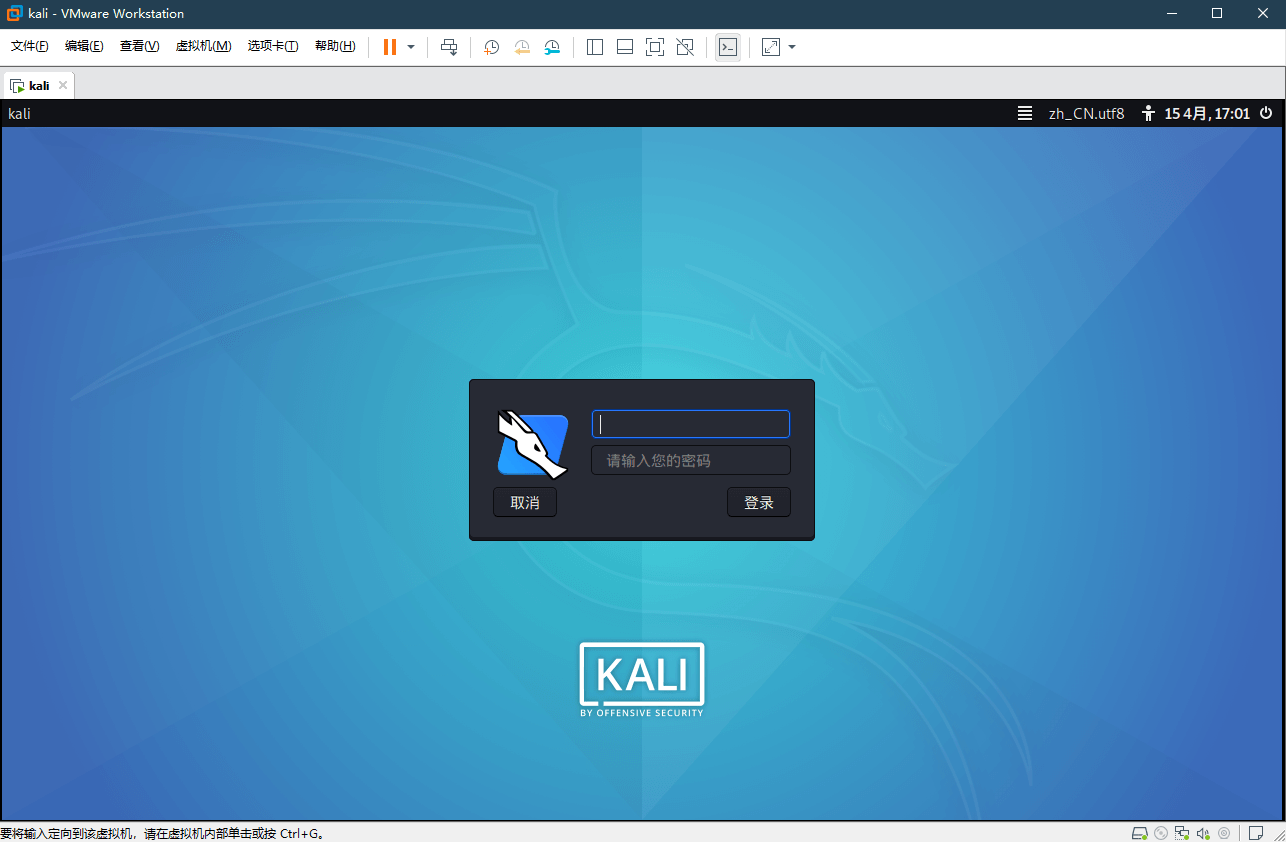 kali - VMware Workstation
文件(F) 编辑(E) 查看(V) 虚拟机(M) 选项卡(T) 帮助(H)
kali
kali zh_CN.utf8 15 4月, 17:01
请输入您的密码
取消 登录
KALI
BY OFFENSIVE SECURITY
要将输入定向到该虚拟机，请在虚拟机内部单击或按 Ctrl+G。